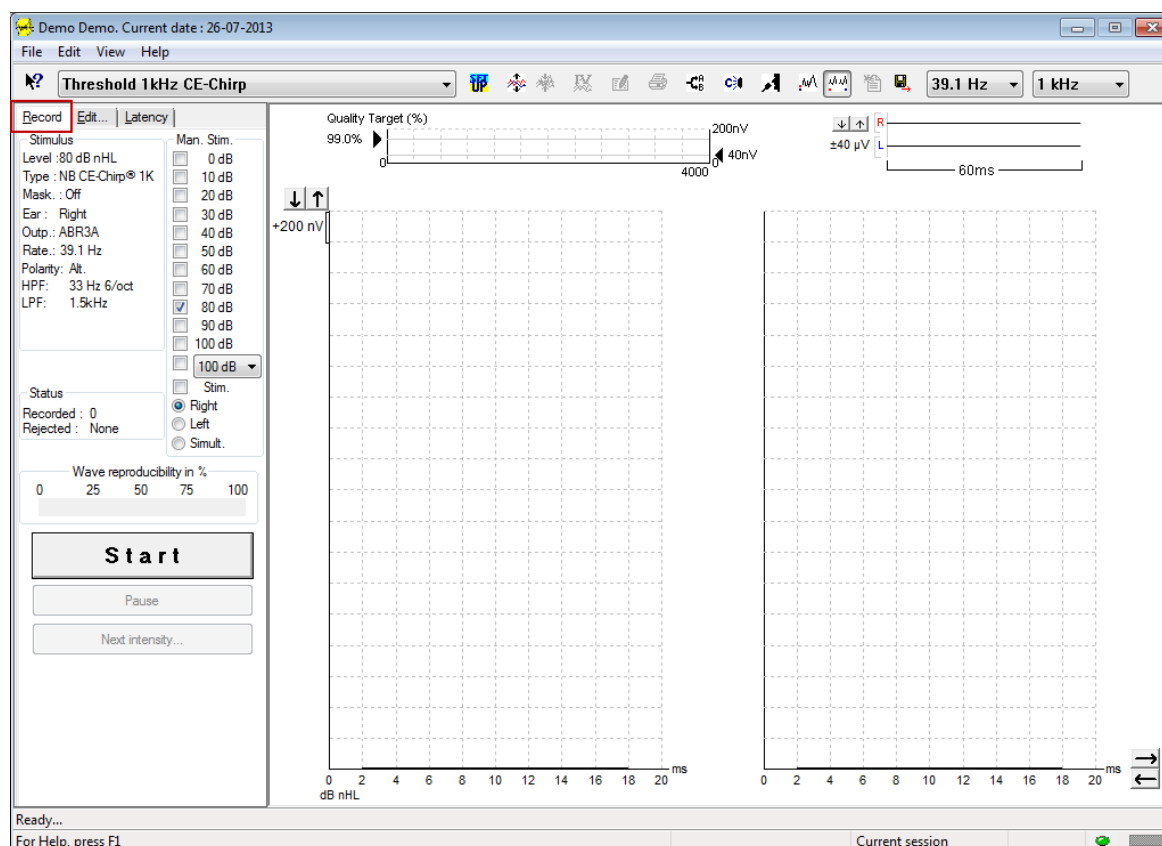 Demo Demo. Current date : 26-07-2013
File Edit View Help
Threshold 1kHz CE-Chirp
39.1 Hz
1 kHz
Record Edit... Latency
Stimulus
Level :80 dB nHL
Type : NB CE-Chirp® 1K
Mask. : Off
Ear : Right
Outp.: ABR3A
Rate.: 39.1 Hz
Polarity: Alt.
HPF: 33 Hz 6/oct
LPF: 1.5kHz
Man. Stim.
0 dB
10 dB
20 dB
30 dB
40 dB
50 dB
60 dB
70 dB
80 dB
90 dB
100 dB
100 dB
Stim.
Right
Left
Simult.
Status
Recorded : 0
Rejected : None
Wave reproducibility in %
0 25 50 75 100
Start
Pause
Next intensity...
Quality Target (%)
99.0%
0
200nV
40nV
0
4000
±40 µV
R
L
60ms
+200 nV
0 2 4 6 8 10 12 14 16 18 20 ms
dB nHL
0 2 4 6 8 10 12 14 16 18 20 ms
Ready...
For Help, press F1
Current session